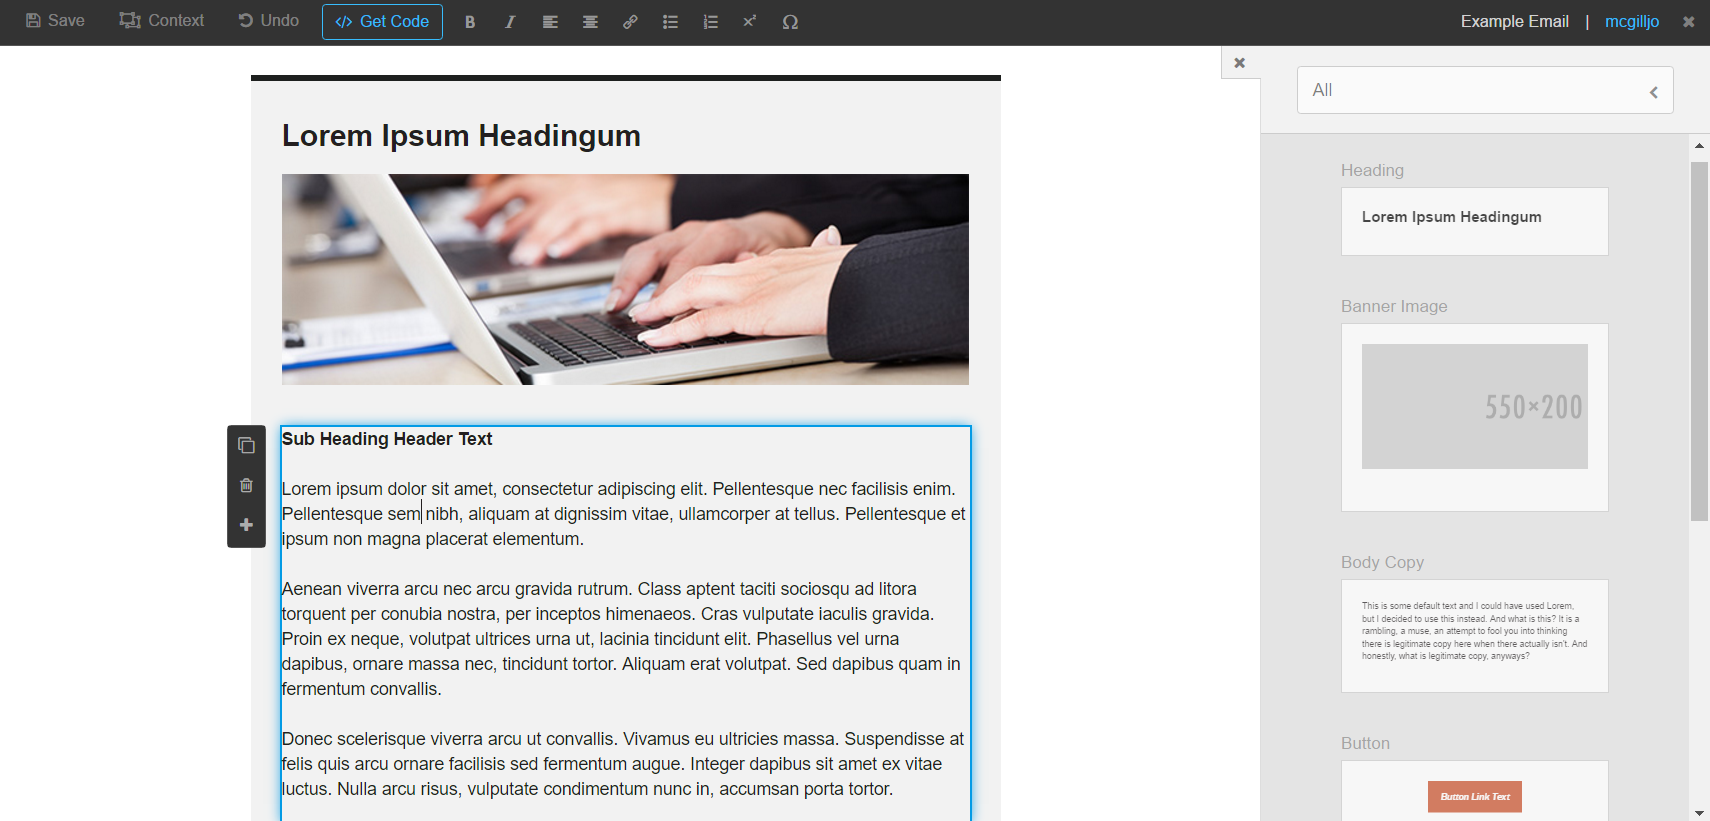 Save Context Undo </> Get Code B I Ω Example Email | mcgilljo
All
Lorem Ipsum Headingum
Sub Heading Header Text
Lorem ipsum dolor sit amet, consectetur adipiscing elit. Pellentesque nec facilisis enim.
Pellentesque sem nibh, aliquam at dignissim vitae, ullamcorper at tellus. Pellentesque et
ipsum non magna placerat elementum.
Aenean viverra arcu nec arcu gravida rutrum. Class aptent taciti sociosqu ad litora
torquent per conubia nostra, per inceptos himenaeos. Cras vulputate iaculis gravida.
Proin ex neque, volutpat ultrices urna ut, lacinia tincidunt elit. Phasellus vel urna
dapibus, ornare massa nec, tincidunt tortor. Aliquam erat volutpat. Sed dapibus quam in
fermentum convallis.
Donec scelerisque viverra arcu ut convallis. Vivamus eu ultricies massa. Suspendisse at
felis quis arcu ornare facilisis sed fermentum augue. Integer dapibus sit amet ex vitae
luctus. Nulla arcu risus, vulputate condimentum nunc in, accumsan porta tortor.
Heading
Lorem Ipsum Headingum
Banner Image
550×200
Body Copy
This is some default text and I could have used Lorem,
but I decided to use this instead. And what is this? It is a
rambling, a muse, an attempt to fool you into thinking
there is legitimate copy here when there actually isn't. And
honestly, what is legitimate copy, anyways?
Button
Button Link Text